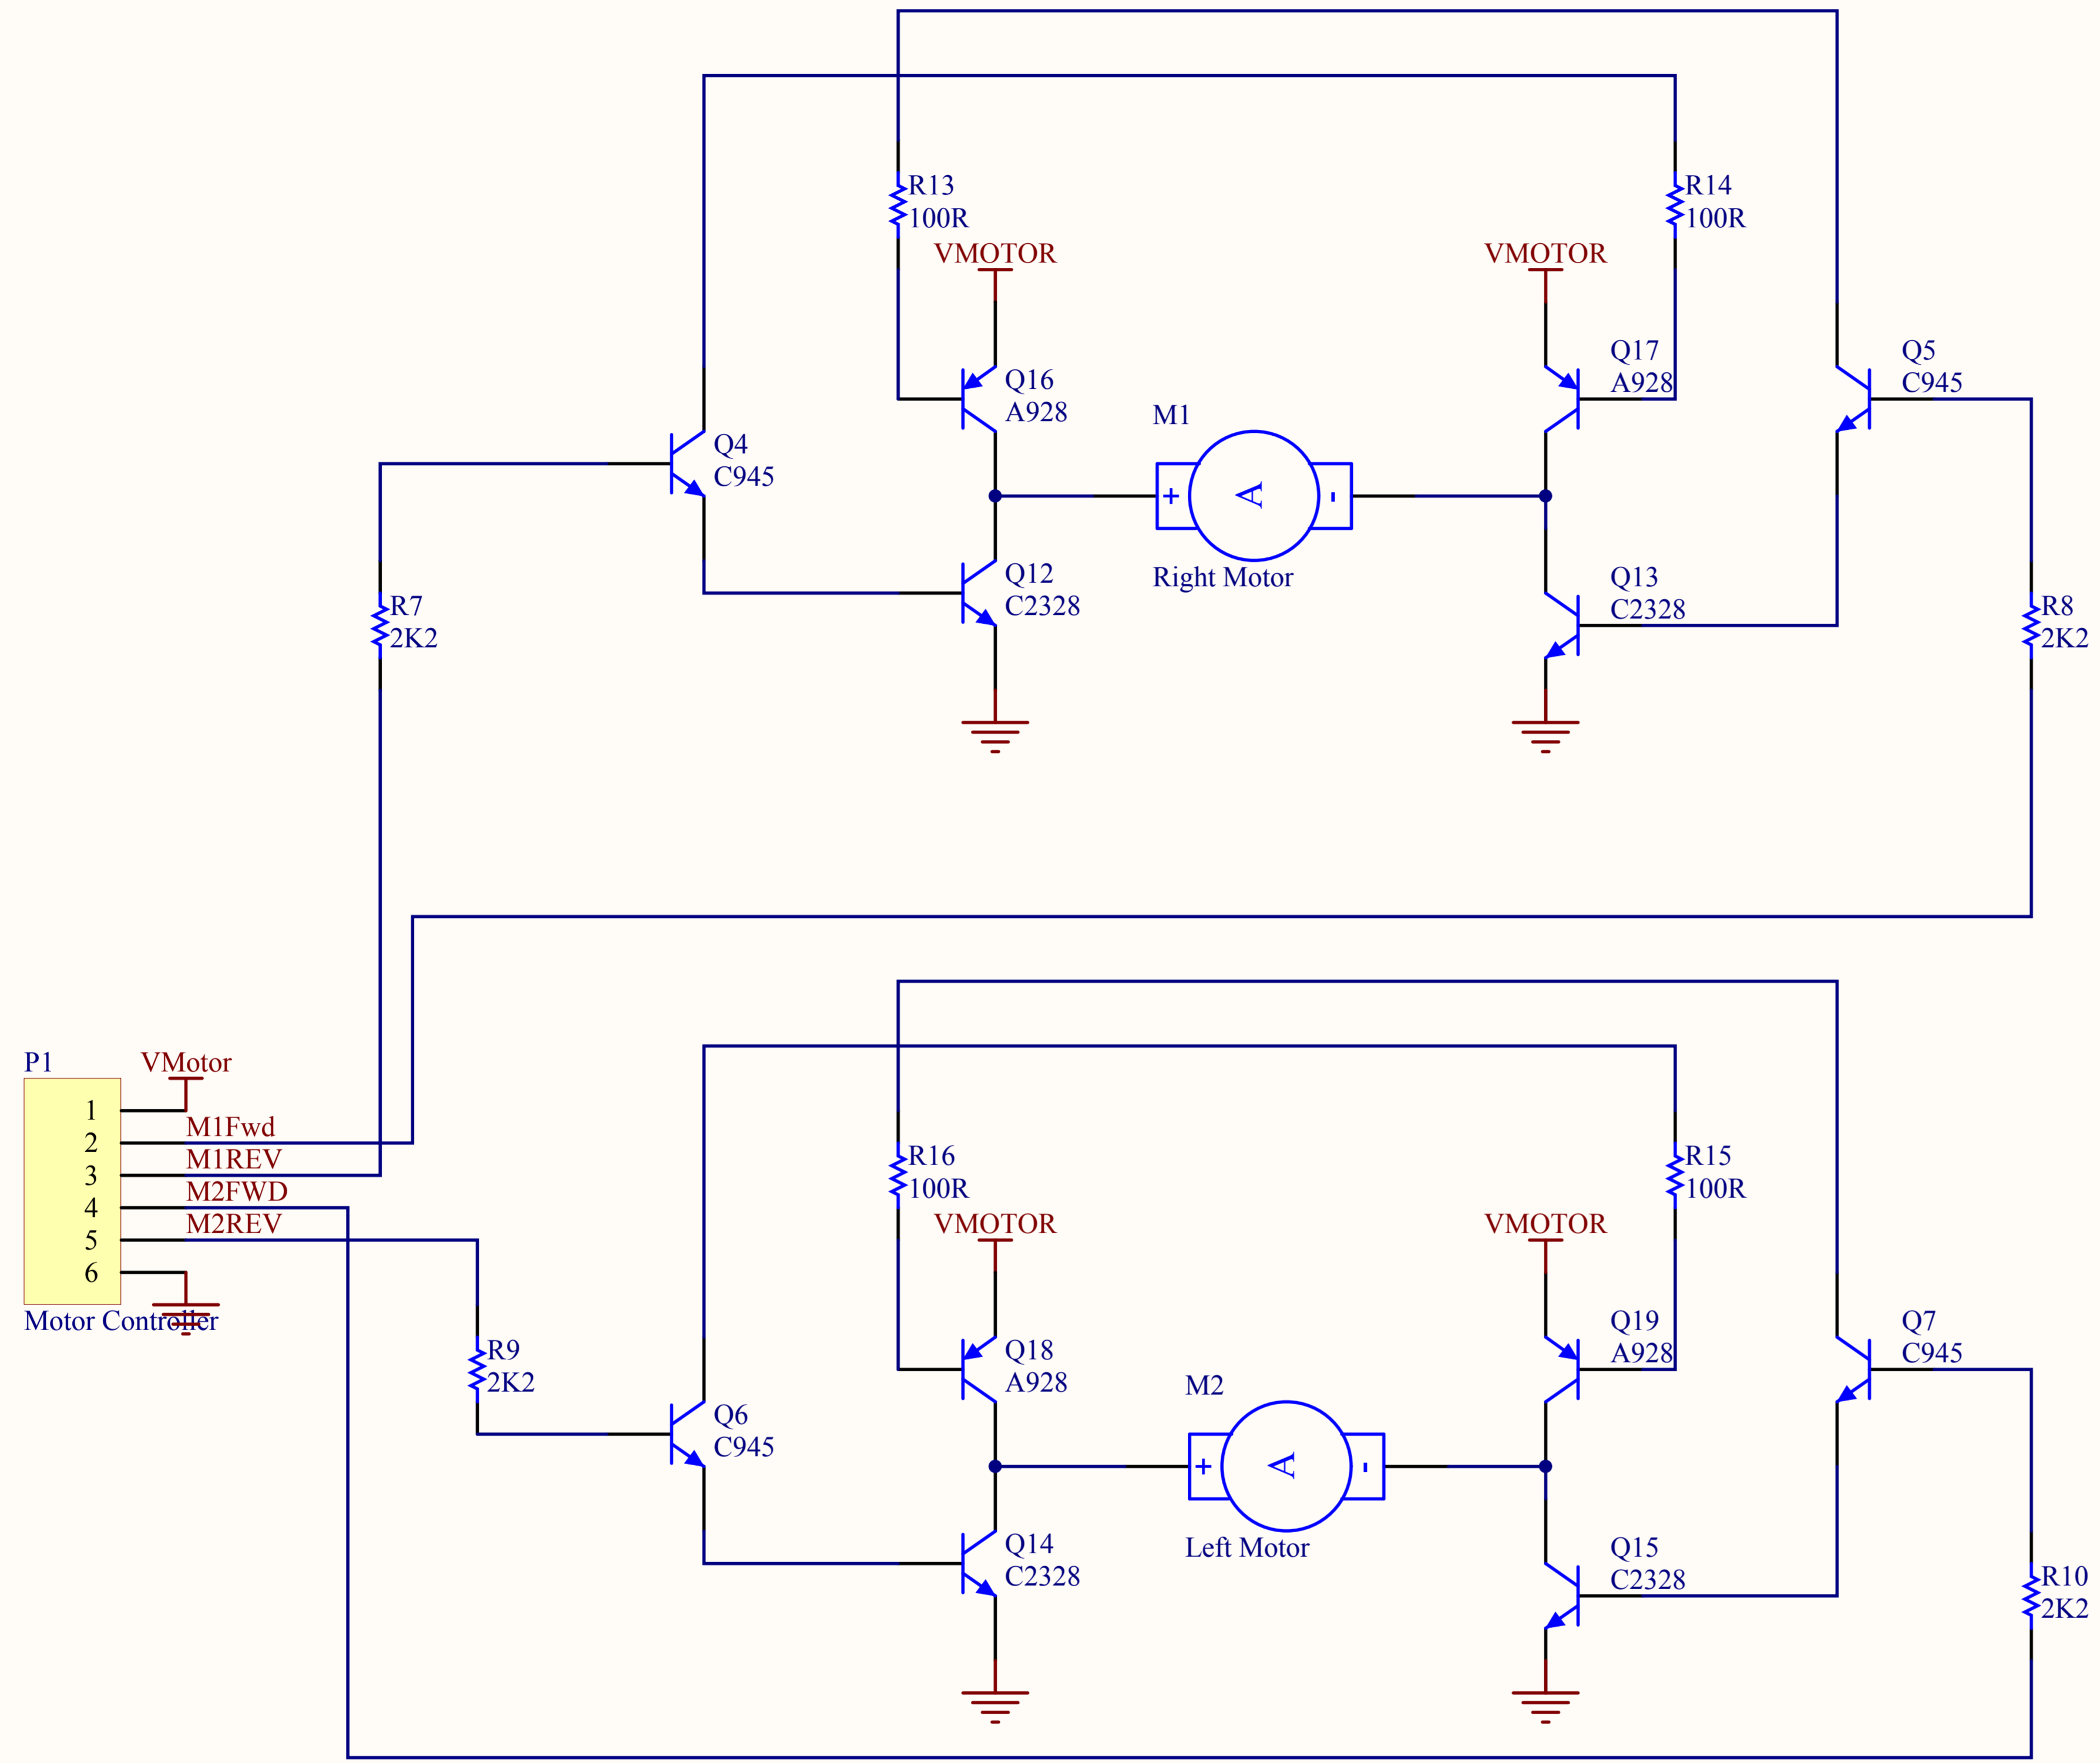 R13
100R
R14
100R
VMOTOR
VMOTOR
Q16
A928
Q17
A928
Q5
C945
M1
Q4
C945
+
A
-
Right Motor
Q12
C2328
Q13
C2328
R7
2K2
R8
2K2
P1
VMotor
1
M1Fwd
2
M1REV
3
M2FWD
4
M2REV
5
6
Motor Controller
R16
100R
R15
100R
VMOTOR
VMOTOR
Q18
A928
Q19
A928
Q7
C945
R9
2K2
M2
Q6
C945
+
A
-
Left Motor
Q14
C2328
Q15
C2328
R10
2K2